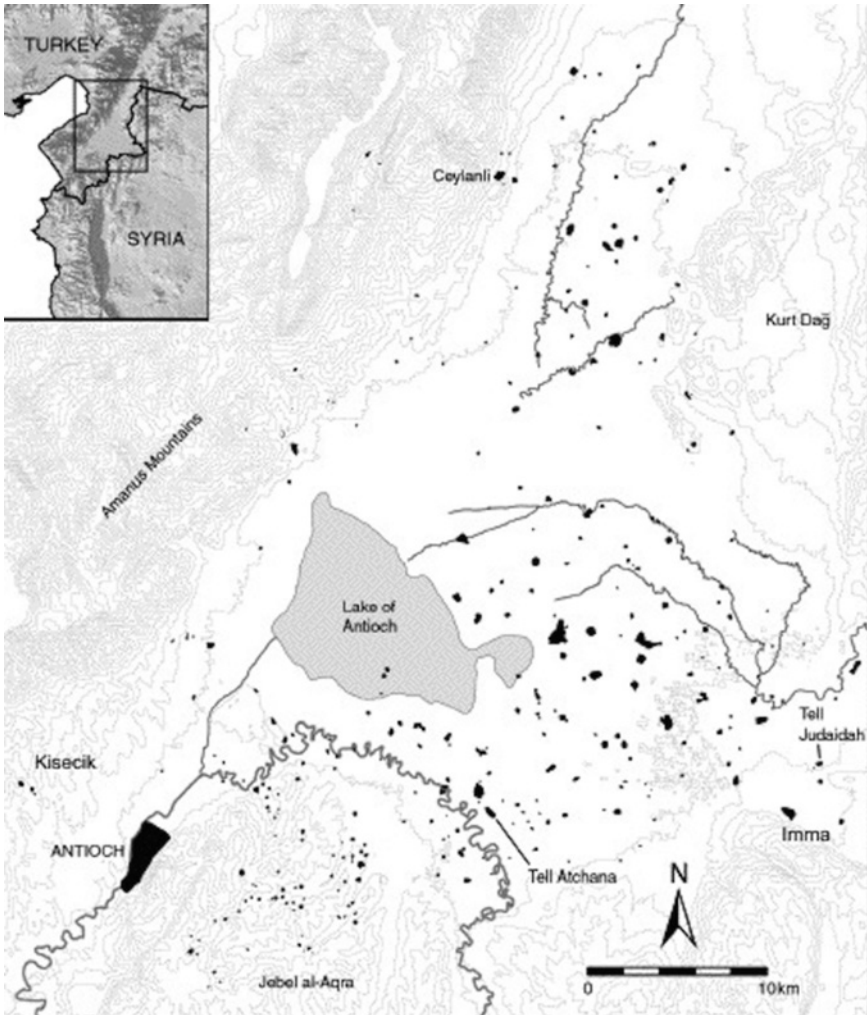 TURKEY
SYRIA
Ceylanli
Kurt Dağ
Amanus Mountains
Lake of
Antioch
Tell
Judaidah
Kisecik
Imma
ANTIOCH
Tell Atchana
N
Jebel al-Aqra
0 10km